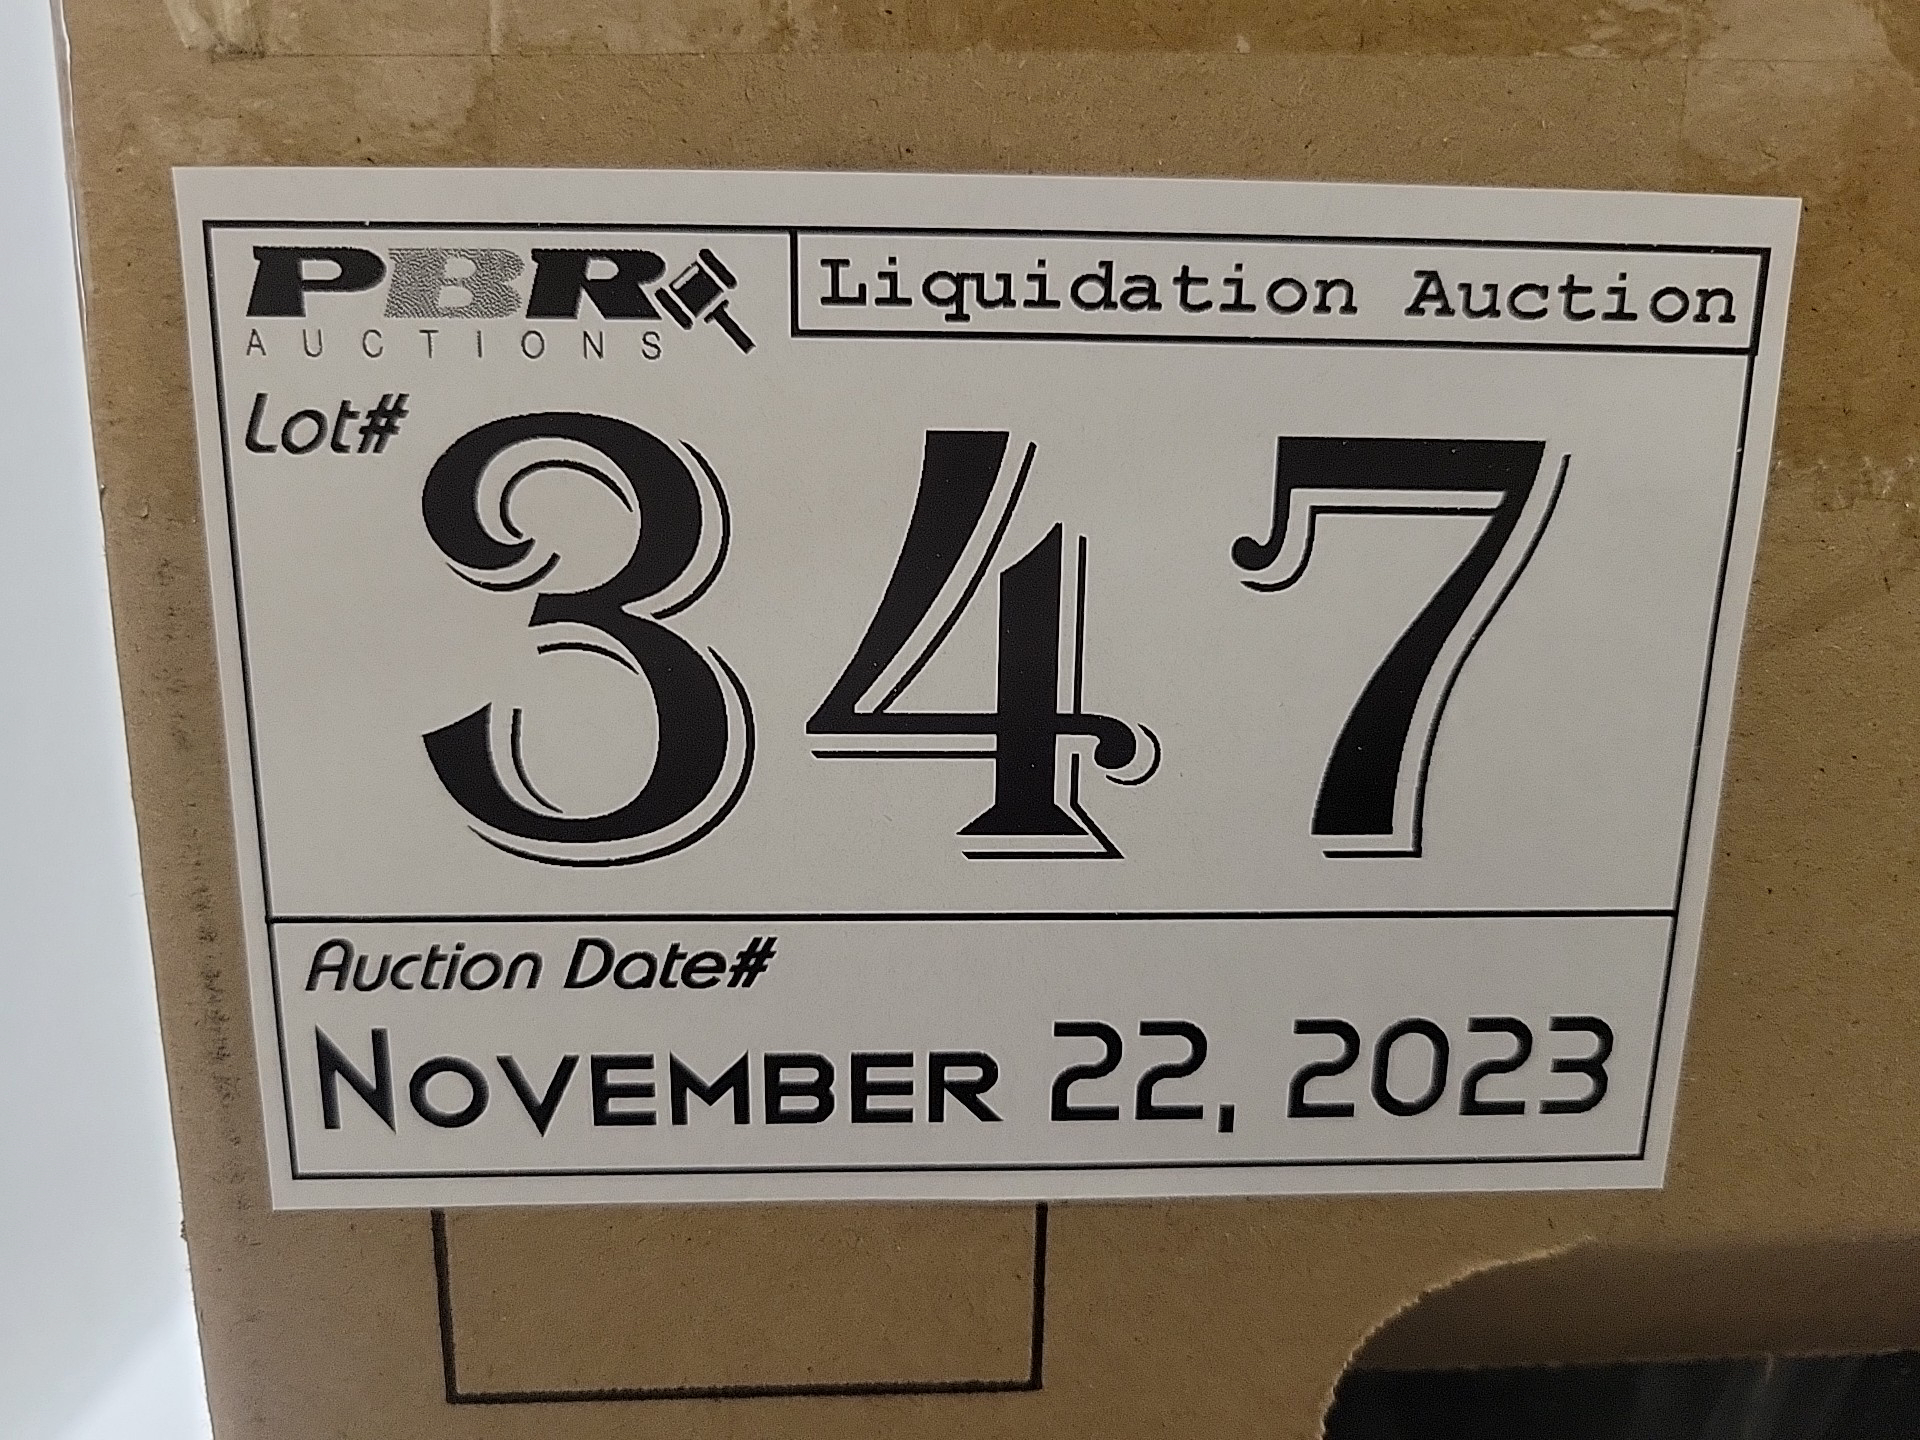 PBR
AUCTIONS
Liquidation Auction
Lot#
347
Auction Date#
NOVEMBER 22, 2023